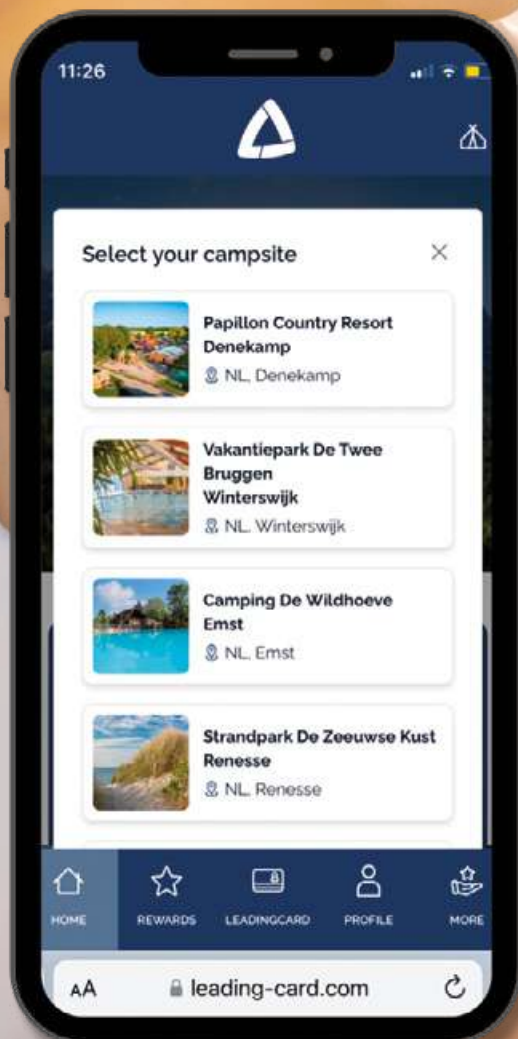 11:26
Select your campsite
Papillon Country Resort
Denekamp
NL, Denekamp
Vakantiepark De Twee
Bruggen
Winterswijk
NL, Winterswijk
Camping De Wildhoeve
Emst
NL, Emst
Strandpark De Zeeuwse Kust
Renesse
NL, Renesse
HOME REWARDS LEADINGCARD PROFILE MORE
AA leading-card.com